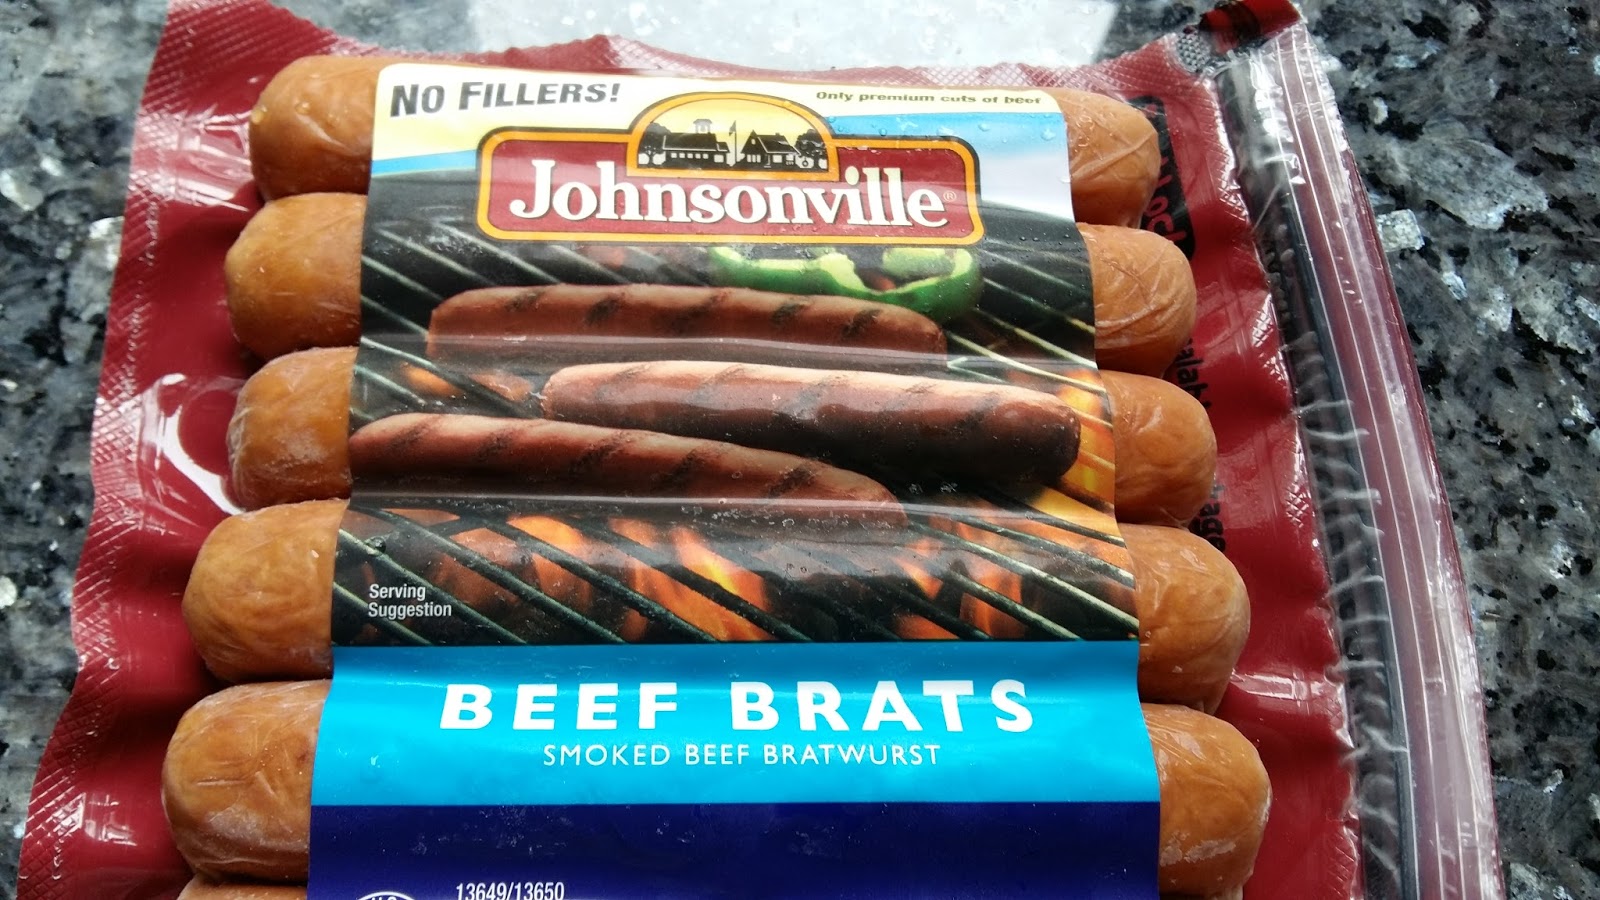 NO FILLERS!
Only premium cuts of beef
Johnsonville®
Serving
Suggestion
BEEF BRATS
SMOKED BEEF BRATWURST
13649/13650